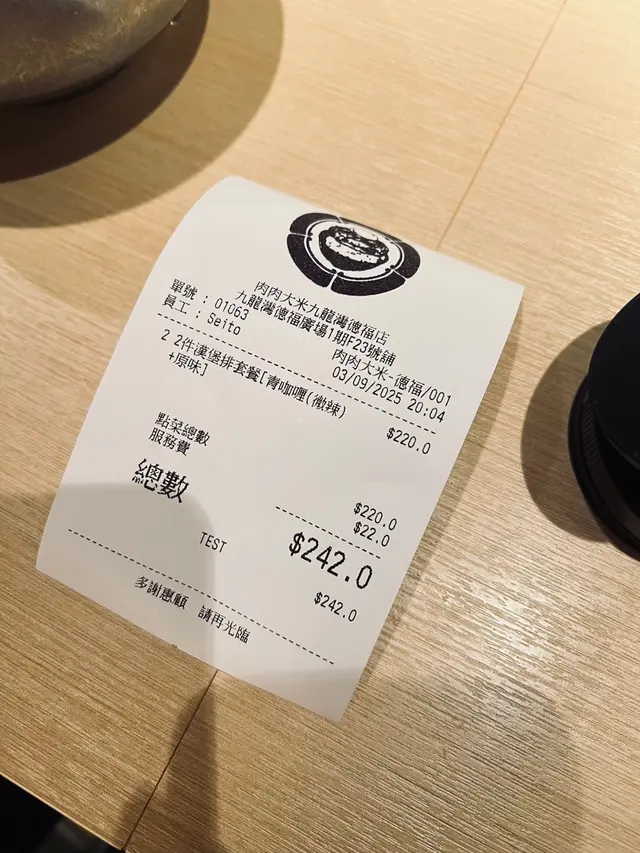 肉肉大米九龍灣德福店
九龍灣德福廣場1期F23號舖
單號 : 01063 肉肉大米-德福/001
員工 : Seito 03/09/2025 20:04
2 2件漢堡排套餐[青咖喱(微辣) $220.0
+原味]
點菜總數 $220.0
服務費 $22.0
總數 $242.0
TEST $242.0
多謝惠顧 請再光臨